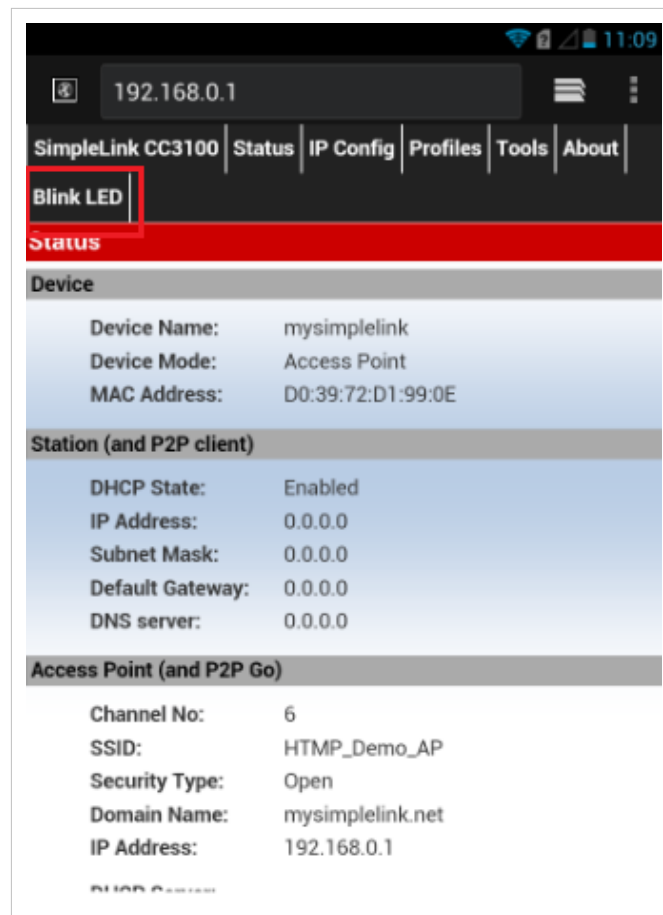 11:09
192.168.0.1
SimpleLink CC3100 Status IP Config Profiles Tools About
Blink LED
Status
Device
Device Name: mysimplelink
Device Mode: Access Point
MAC Address: D0:39:72:D1:99:0E
Station (and P2P client)
DHCP State: Enabled
IP Address: 0.0.0.0
Subnet Mask: 0.0.0.0
Default Gateway: 0.0.0.0
DNS server: 0.0.0.0
Access Point (and P2P Go)
Channel No: 6
SSID: HTMP_Demo_AP
Security Type: Open
Domain Name: mysimplelink.net
IP Address: 192.168.0.1